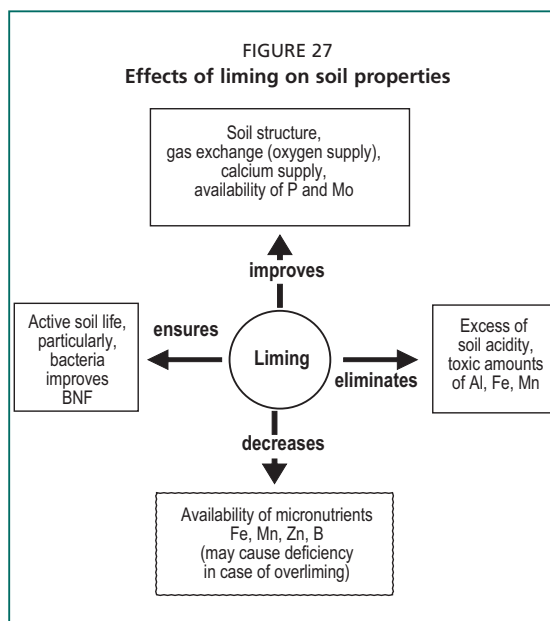 FIGURE 27
Effects of liming on soil properties
Soil structure,
gas exchange (oxygen supply),
calcium supply,
availability of P and Mo
improves
Active soil life,
particularly,
bacteria
improves
BNF
ensures
Liming
eliminates
Excess of
soil acidity,
toxic amounts
of Al, Fe, Mn
decreases
Availability of micronutrients
Fe, Mn, Zn, B
(may cause deficiency
in case of overliming)